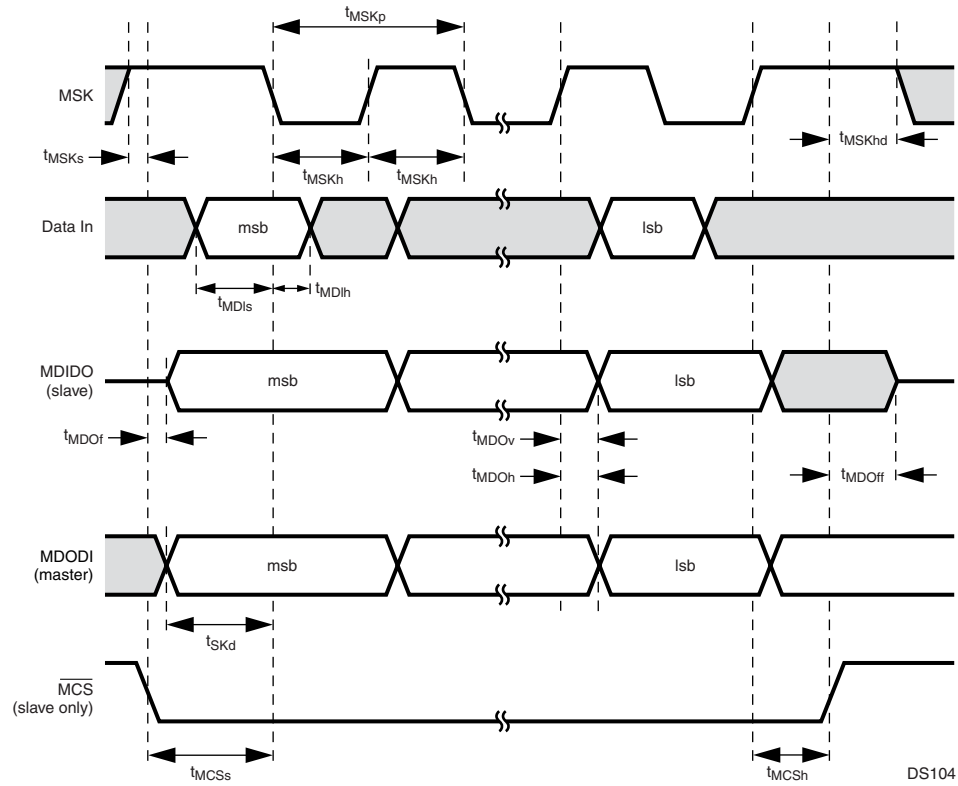 tMSKp
MSK
tMSKs
tMSKh
tMSKh
tMSKhd
Data In
msb
lsb
tMDIs
tMDIh
MDIDO
(slave)
msb
lsb
tMDOf
tMDOv
tMDOh
tMDOff
MDODI
(master)
msb
lsb
tSKd
MCS
(slave only)
tMCSs
tMCSh
DS104